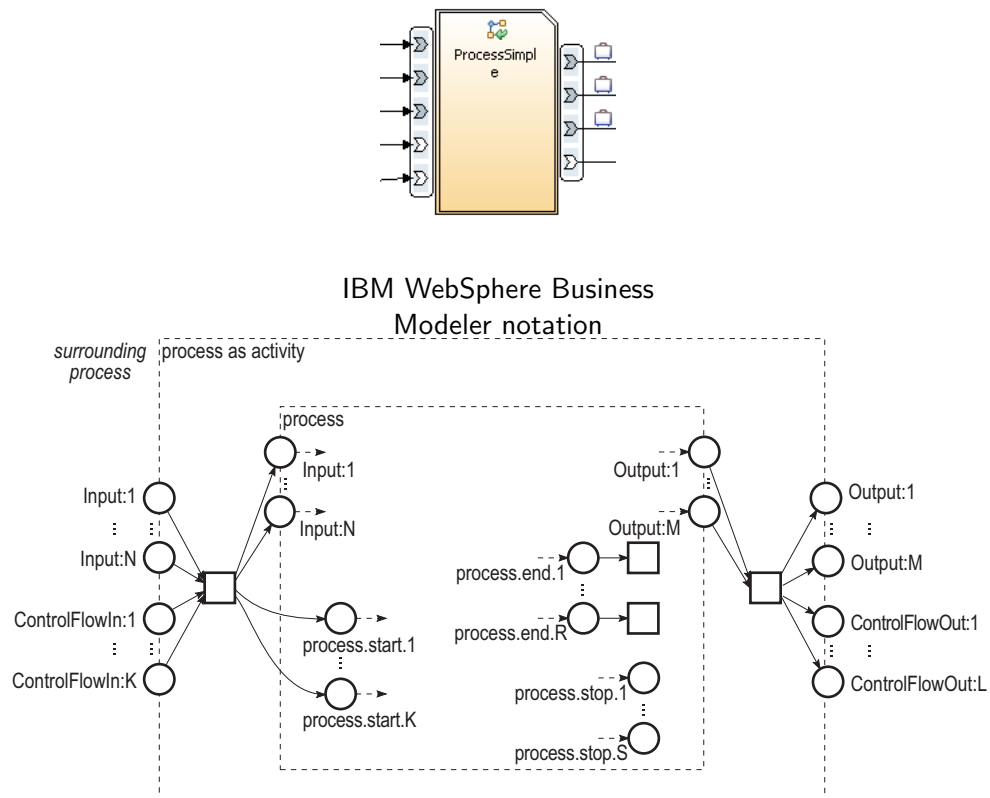 ProcessSimpl
e
IBM WebSphere Business
Modeler notation
surrounding
process
process as activity
process
Input:1
Input:N
Output:1
Output:M
Input:1
Input:N
ControlFlowIn:1
ControlFlowIn:K
process.start.1
process.start.K
process.end.1
process.end.R
process.stop.1
process.stop.S
Output:1
Output:M
ControlFlowOut:1
ControlFlowOut:L